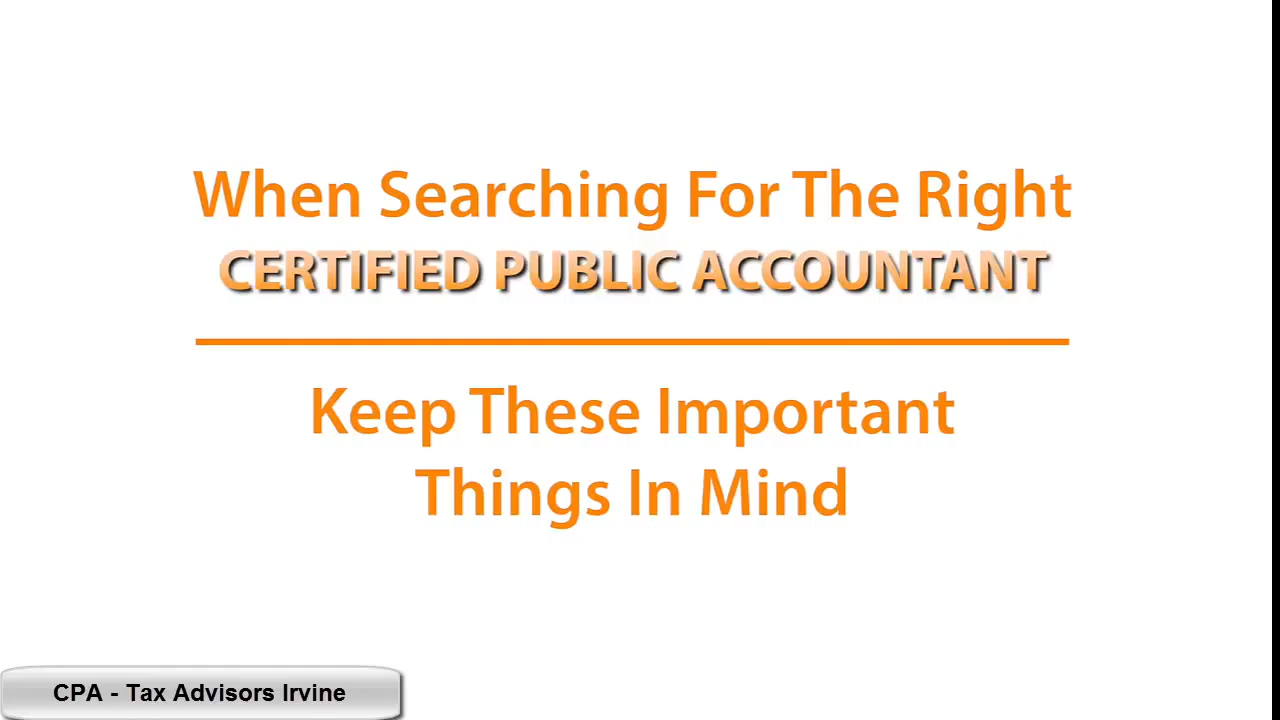 When Searching For The Right
CERTIFIED PUBLIC ACCOUNTANT
Keep These Important
Things In Mind
CPA - Tax Advisors Irvine